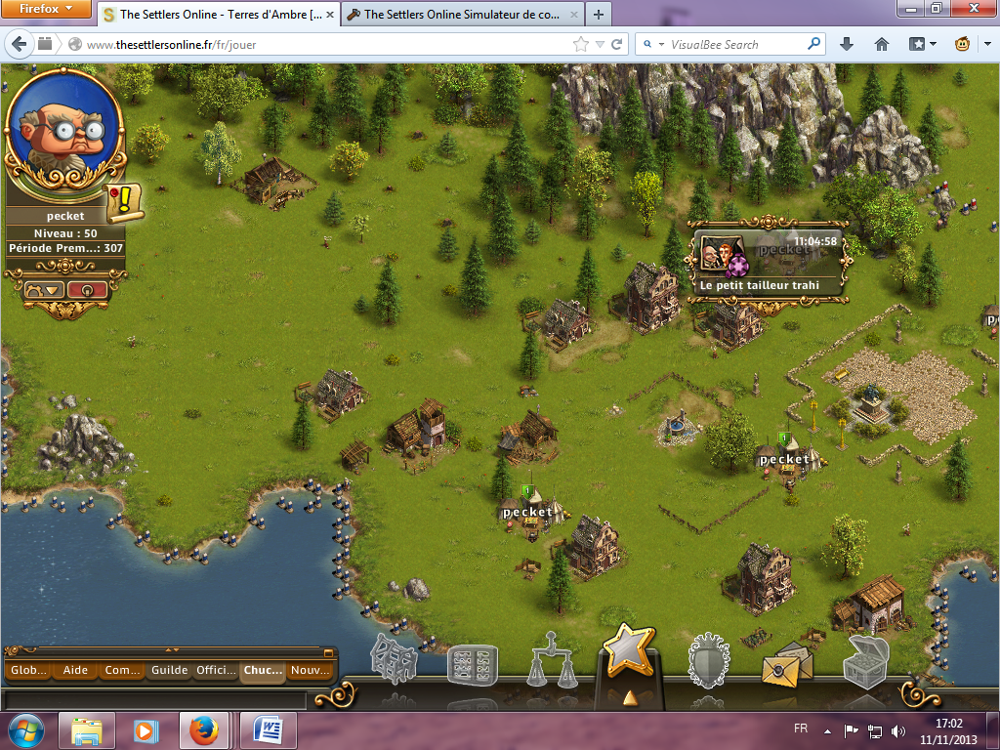 Firefox
The Settlers Online - Terres d'Ambre [...
The Settlers Online Simulateur de co...
www.thesettlersonline.fr/fr/jouer
VisualBee Search
pecket
Niveau : 50
Période Prem...: 307
11:04:58
Le petit tailleur trahi
pecket
pecket
Glob... Aide Com... Guilde Offici... Chuc... Nouv...
FR
17:02
11/11/2013